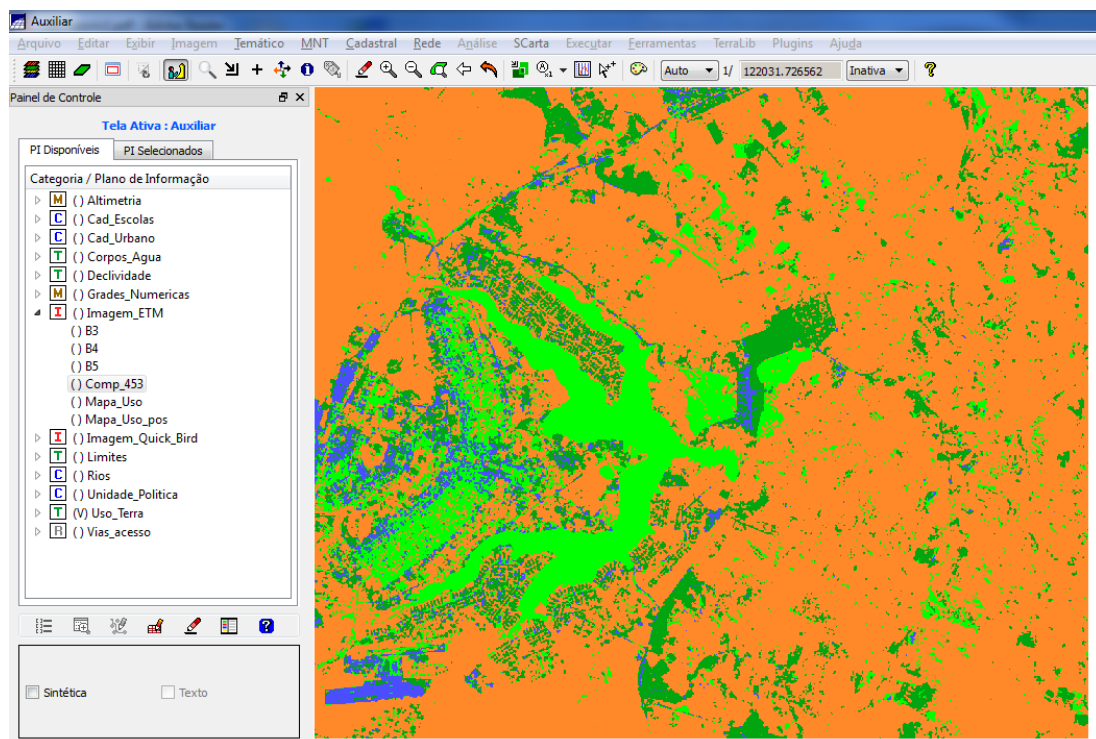 Auxiliar
Arquivo Editar Exibir Imagem Temático MNT Cadastral Rede Análise SCarta Executar Ferramentas TerraLib Plugins Ajuda
Auto 1/ 122031.726562 Inativa
Painel de Controle
Tela Ativa : Auxiliar
PI Disponíveis PI Selecionados
Categoria / Plano de Informação
M ( ) Altimetria
C ( ) Cad_Escolas
C ( ) Cad_Urbano
T ( ) Corpos_Agua
T ( ) Declividade
M ( ) Grades_Numericas
I ( ) Imagem_ETM
( ) B3
( ) B4
( ) B5
( ) Comp_453
( ) Mapa_Uso
( ) Mapa_Uso_pos
I ( ) Imagem_Quick_Bird
T ( ) Limites
C ( ) Rios
C ( ) Unidade_Politica
T (V) Uso_Terra
R ( ) Vias_acesso
Sintética Texto